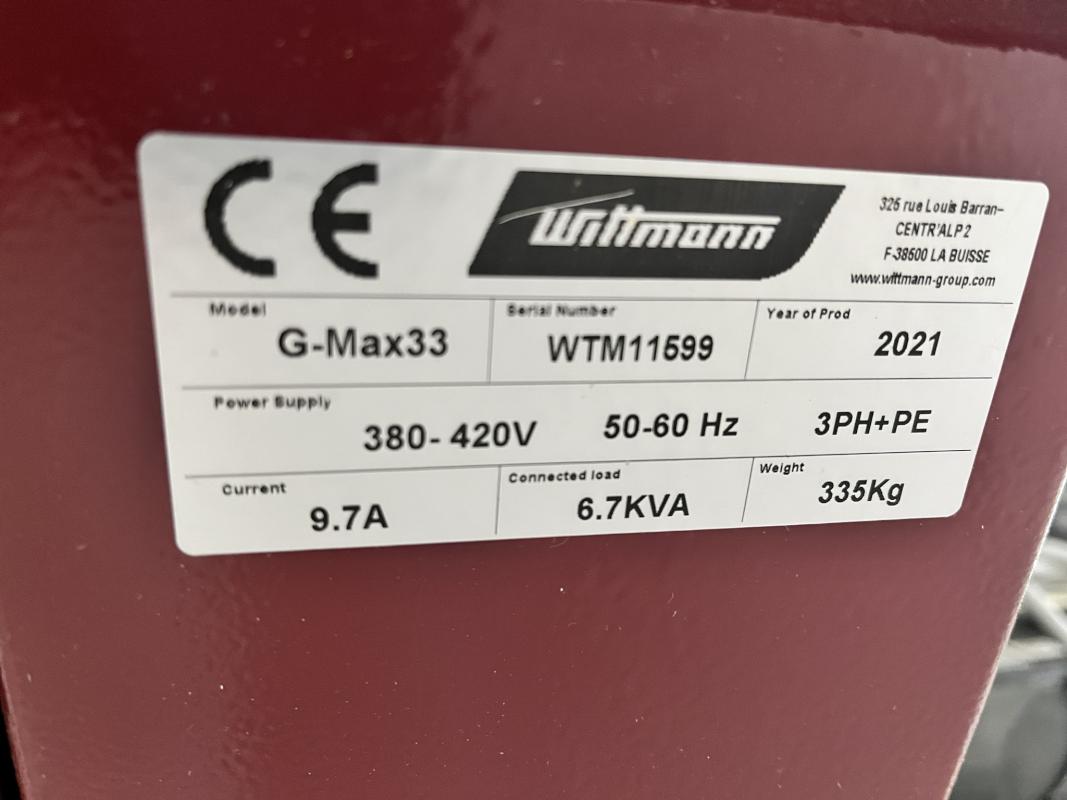 CE
Wittmann
325 rue Louis Barran-
CENTR'ALP2
F-38500 LA BUISSE
www.wittmann-group.com
Model
G-Max33
Serial Number
WTM11599
Year of Prod
2021
Power Supply
380- 420V 50-60 Hz 3PH+PE
Current
9.7A
Connected load
6.7KVA
Weight
335Kg